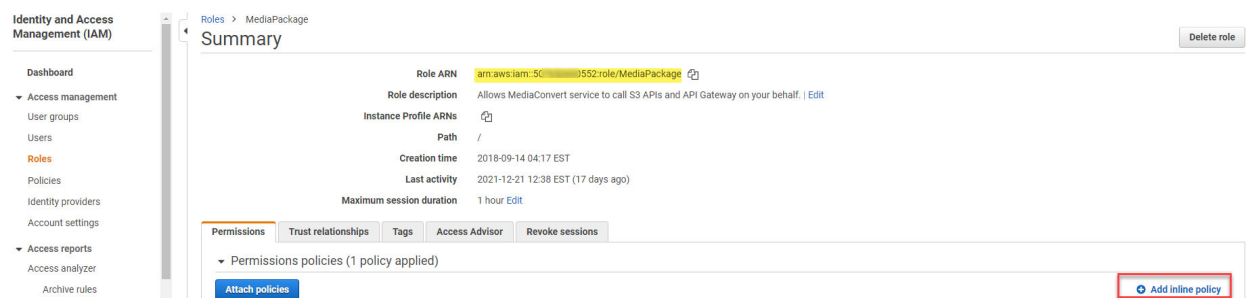 Identity and Access
Management (IAM)
Dashboard
Access management
User groups
Users
Roles
Policies
Identity providers
Account settings
Access reports
Access analyzer
Archive rules
Roles > MediaPackage
Summary
Delete role
Role ARN arn:aws:iam::50 0552:role/MediaPackage
Role description Allows MediaConvert service to call S3 APIs and API Gateway on your behalf. | Edit
Instance Profile ARNs
Path /
Creation time 2018-09-14 04:17 EST
Last activity 2021-12-21 12:38 EST (17 days ago)
Maximum session duration 1 hour Edit
Permissions Trust relationships Tags Access Advisor Revoke sessions
Permissions policies (1 policy applied)
Attach policies Add inline policy